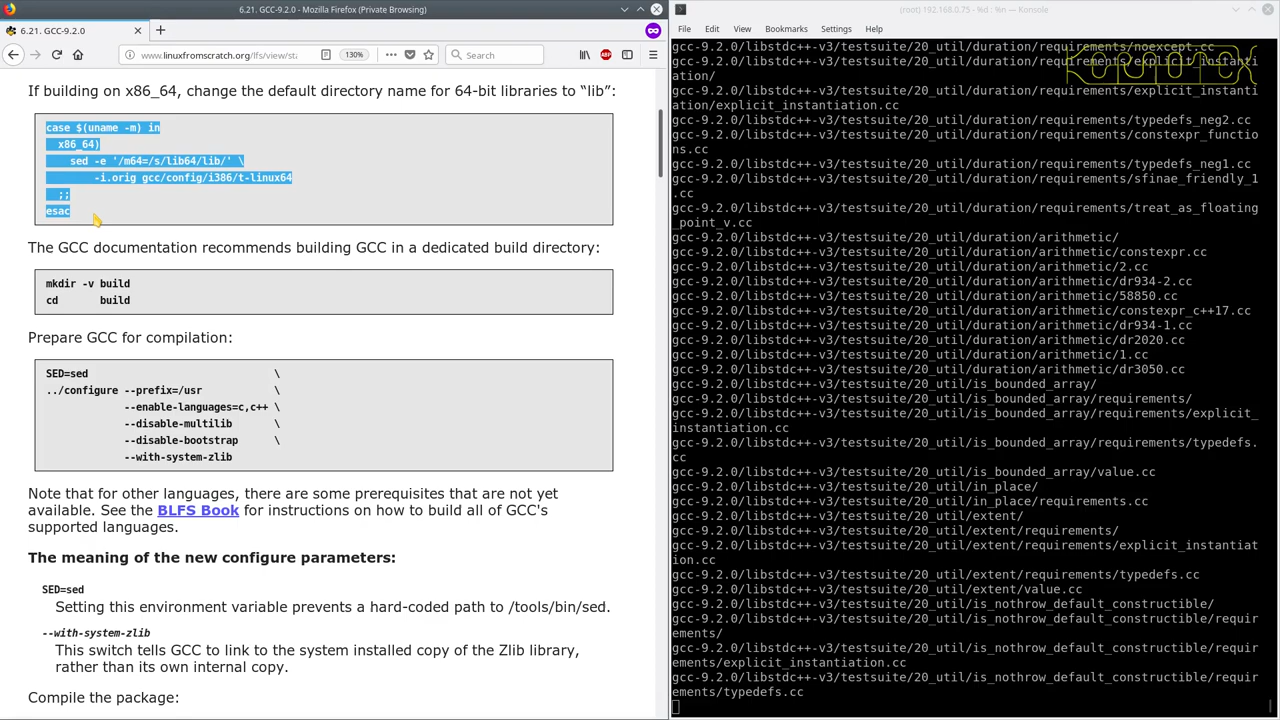 6.21. GCC-9.2.0 - Mozilla Firefox (Private Browsing)
6.21. GCC-9.2.0
www.linuxfromscratch.org/lfs/view/sta
130%
Search
If building on x86_64, change the default directory name for 64-bit libraries to “lib”:
case $(uname -m) in
x86_64)
sed -e '/m64=/s/lib64/lib/' \
-i.orig gcc/config/i386/t-linux64
;;
esac
The GCC documentation recommends building GCC in a dedicated build directory:
mkdir -v build
cd build
Prepare GCC for compilation:
SED=sed \
../configure --prefix=/usr \
--enable-languages=c,c++ \
--disable-multilib \
--disable-bootstrap \
--with-system-zlib
Note that for other languages, there are some prerequisites that are not yet
available. See the BLFS Book for instructions on how to build all of GCC's
supported languages.
The meaning of the new configure parameters:
SED=sed
Setting this environment variable prevents a hard-coded path to /tools/bin/sed.
--with-system-zlib
This switch tells GCC to link to the system installed copy of the Zlib library,
rather than its own internal copy.
Compile the package:
(root) 192.168.0.75 - %d : %n — Konsole
File Edit View Bookmarks Settings Help
gcc-9.2.0/libstdc++-v3/testsuite/20_util/duration/requirements/noexcept.cc
gcc-9.2.0/libstdc++-v3/testsuite/20_util/duration/requirements/explicit_instanti
ation/
gcc-9.2.0/libstdc++-v3/testsuite/20_util/duration/requirements/explicit_instanti
ation/explicit_instantiation.cc
gcc-9.2.0/libstdc++-v3/testsuite/20_util/duration/requirements/typedefs_neg2.cc
gcc-9.2.0/libstdc++-v3/testsuite/20_util/duration/requirements/constexpr_functio
ns.cc
gcc-9.2.0/libstdc++-v3/testsuite/20_util/duration/requirements/typedefs_neg1.cc
gcc-9.2.0/libstdc++-v3/testsuite/20_util/duration/requirements/sfinae_friendly_1
.cc
gcc-9.2.0/libstdc++-v3/testsuite/20_util/duration/requirements/treat_as_floating
_point_v.cc
gcc-9.2.0/libstdc++-v3/testsuite/20_util/duration/arithmetic/
gcc-9.2.0/libstdc++-v3/testsuite/20_util/duration/arithmetic/constexpr.cc
gcc-9.2.0/libstdc++-v3/testsuite/20_util/duration/arithmetic/2.cc
gcc-9.2.0/libstdc++-v3/testsuite/20_util/duration/arithmetic/dr934-2.cc
gcc-9.2.0/libstdc++-v3/testsuite/20_util/duration/arithmetic/58850.cc
gcc-9.2.0/libstdc++-v3/testsuite/20_util/duration/arithmetic/constexpr_c++17.cc
gcc-9.2.0/libstdc++-v3/testsuite/20_util/duration/arithmetic/dr934-1.cc
gcc-9.2.0/libstdc++-v3/testsuite/20_util/duration/arithmetic/dr2020.cc
gcc-9.2.0/libstdc++-v3/testsuite/20_util/duration/arithmetic/1.cc
gcc-9.2.0/libstdc++-v3/testsuite/20_util/duration/arithmetic/dr3050.cc
gcc-9.2.0/libstdc++-v3/testsuite/20_util/is_bounded_array/
gcc-9.2.0/libstdc++-v3/testsuite/20_util/is_bounded_array/requirements/
gcc-9.2.0/libstdc++-v3/testsuite/20_util/is_bounded_array/requirements/explicit_
instantiation.cc
gcc-9.2.0/libstdc++-v3/testsuite/20_util/is_bounded_array/requirements/typedefs.
cc
gcc-9.2.0/libstdc++-v3/testsuite/20_util/is_bounded_array/value.cc
gcc-9.2.0/libstdc++-v3/testsuite/20_util/in_place/
gcc-9.2.0/libstdc++-v3/testsuite/20_util/in_place/requirements.cc
gcc-9.2.0/libstdc++-v3/testsuite/20_util/extent/
gcc-9.2.0/libstdc++-v3/testsuite/20_util/extent/requirements/
gcc-9.2.0/libstdc++-v3/testsuite/20_util/extent/requirements/explicit_instantiat
ion.cc
gcc-9.2.0/libstdc++-v3/testsuite/20_util/extent/requirements/typedefs.cc
gcc-9.2.0/libstdc++-v3/testsuite/20_util/extent/value.cc
gcc-9.2.0/libstdc++-v3/testsuite/20_util/is_nothrow_default_constructible/
gcc-9.2.0/libstdc++-v3/testsuite/20_util/is_nothrow_default_constructible/requir
ements/
gcc-9.2.0/libstdc++-v3/testsuite/20_util/is_nothrow_default_constructible/requir
ements/explicit_instantiation.cc
gcc-9.2.0/libstdc++-v3/testsuite/20_util/is_nothrow_default_constructible/requir
ements/typedefs.cc